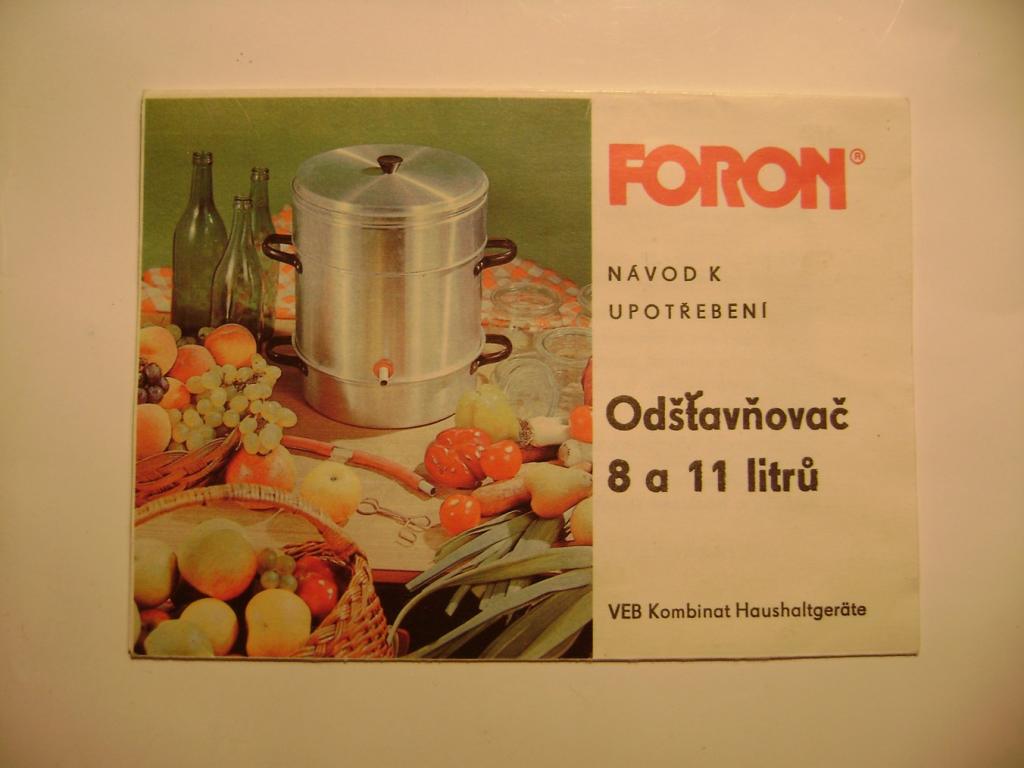 FORON®
NÁVOD K
UPOTŘEBENÍ
Odšťavňovač
8 a 11 litrů
VEB Kombinat Haushaltgeräte